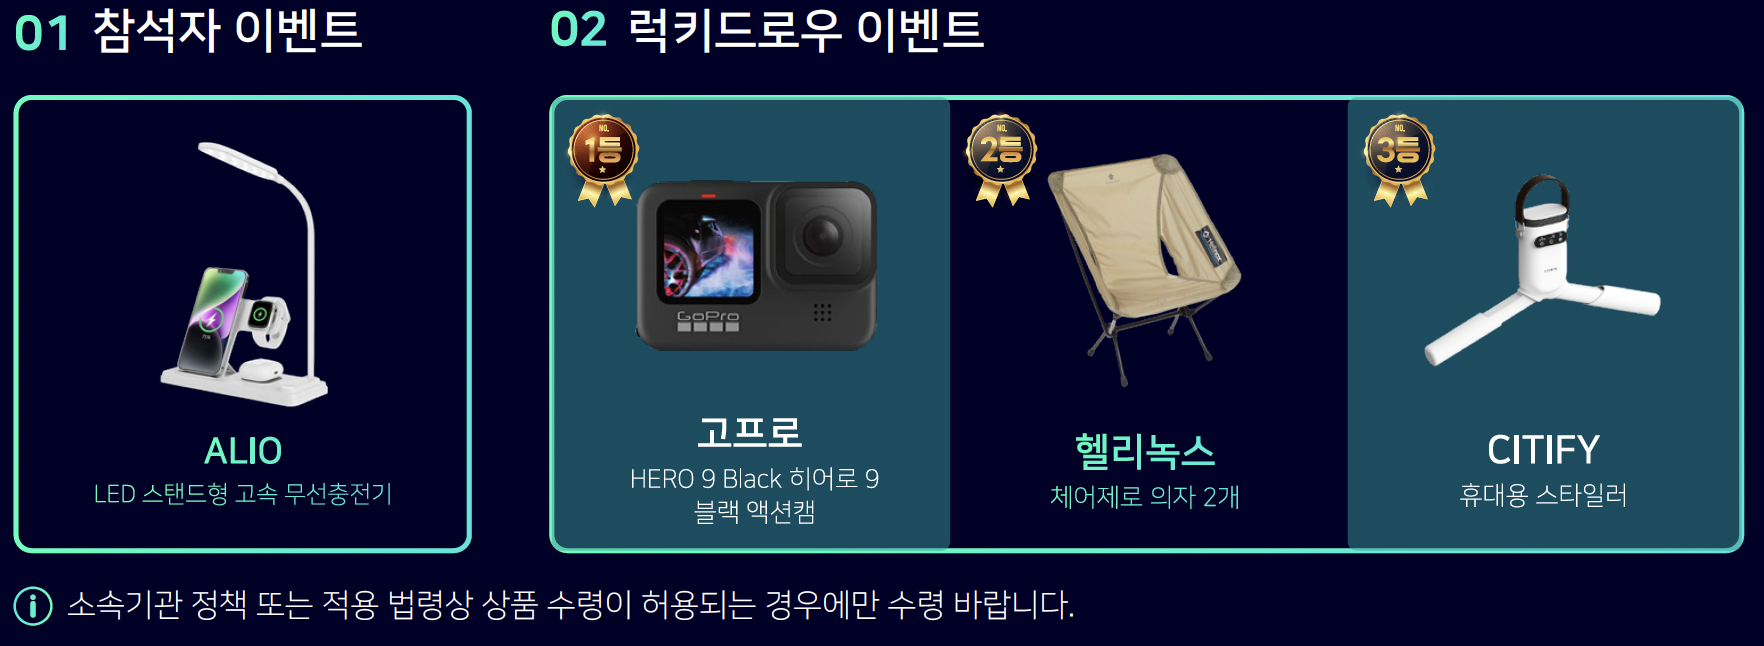 01 참석자 이벤트
02 럭키드로우 이벤트
ALIO
LED 스탠드형 고속 무선충전기
NO.
1등
GoPro
고프로
HERO 9 Black 히어로 9
블랙 액션캠
NO.
2등
Helinox
헬리녹스
체어제로 의자 2개
NO.
3등
CITIFY
휴대용 스타일러
소속기관 정책 또는 적용 법령상 상품 수령이 허용되는 경우에만 수령 바랍니다.